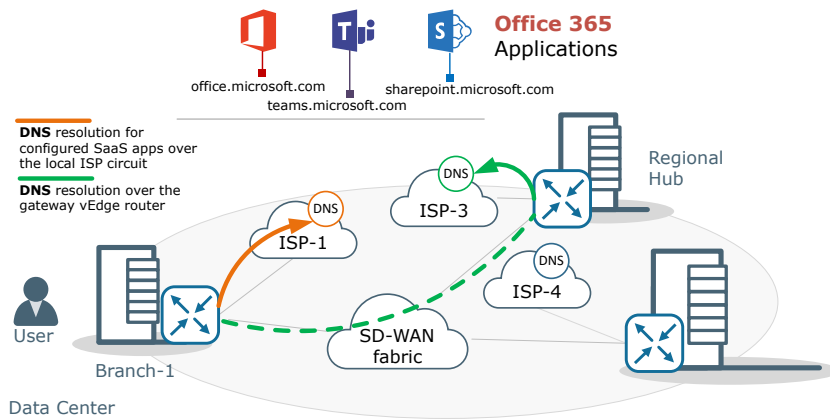 Office 365
Applications
office.microsoft.com
teams.microsoft.com
sharepoint.microsoft.com
DNS resolution for
configured SaaS apps over
the local ISP circuit
DNS resolution over the
gateway vEdge router
Regional
Hub
DNS
ISP-3
DNS
ISP-1
DNS
ISP-4
User
SD-WAN
fabric
Branch-1
Data Center